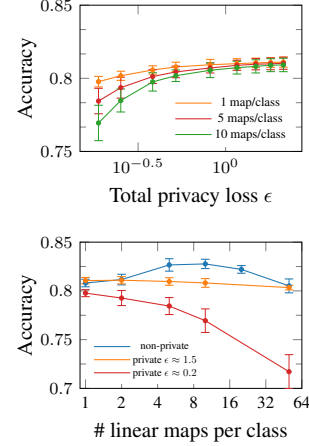 0.85
0.8
0.75
Accuracy
1 map/class
5 maps/class
10 maps/class
10^−0.5
10^0
Total privacy loss ϵ
0.85
0.8
0.75
0.7
Accuracy
non-private
private ϵ ≈ 1.5
private ϵ ≈ 0.2
1 2 4 8 16 32 64
# linear maps per class